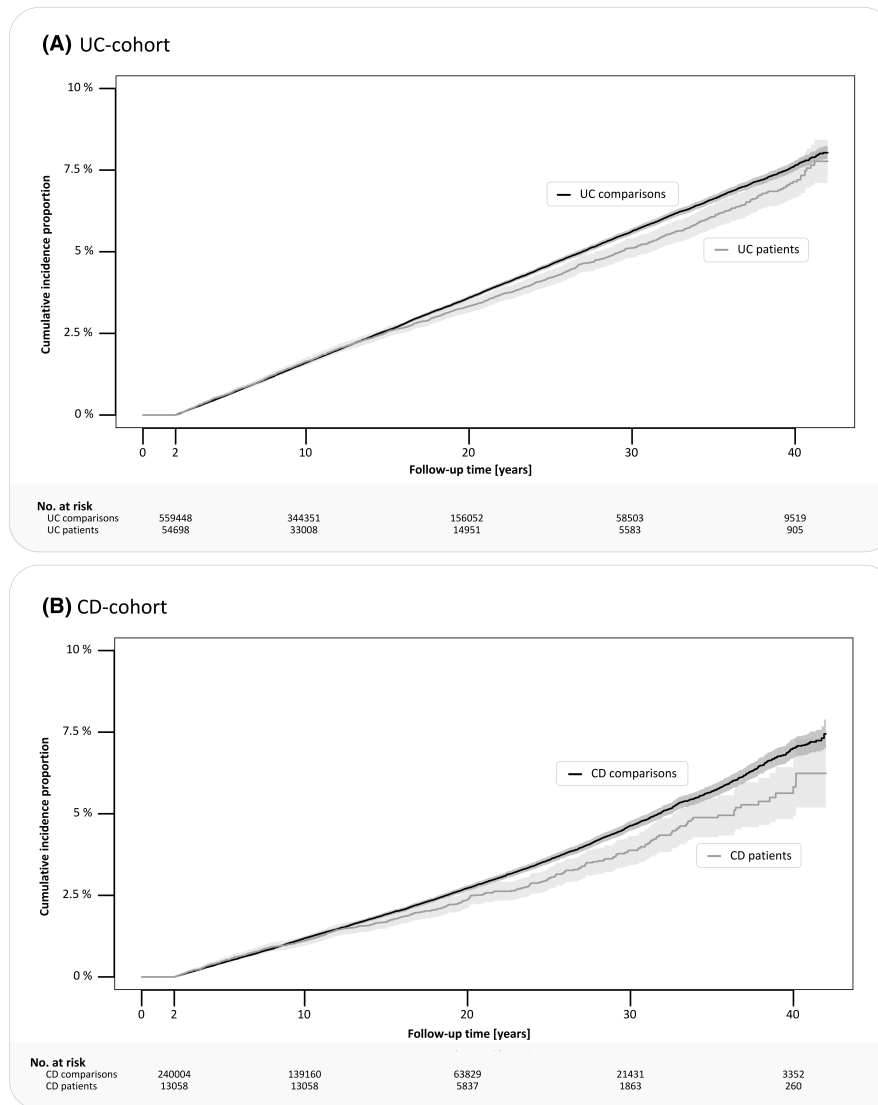 (A) UC-cohort
10 %
7.5 %
5 %
2.5 %
0 %
Cumulative incidence proportion
UC comparisons
UC patients
0 2 10 20 30 40
Follow-up time [years]
No. at risk
UC comparisons 559448 344351 156052 58503 9519
UC patients 54698 33008 14951 5583 905
(B) CD-cohort
10 %
7.5 %
5 %
2.5 %
0 %
Cumulative incidence proportion
CD comparisons
CD patients
0 2 10 20 30 40
Follow-up time [years]
No. at risk
CD comparisons 240004 139160 63829 21431 3352
CD patients 13058 13058 5837 1863 260